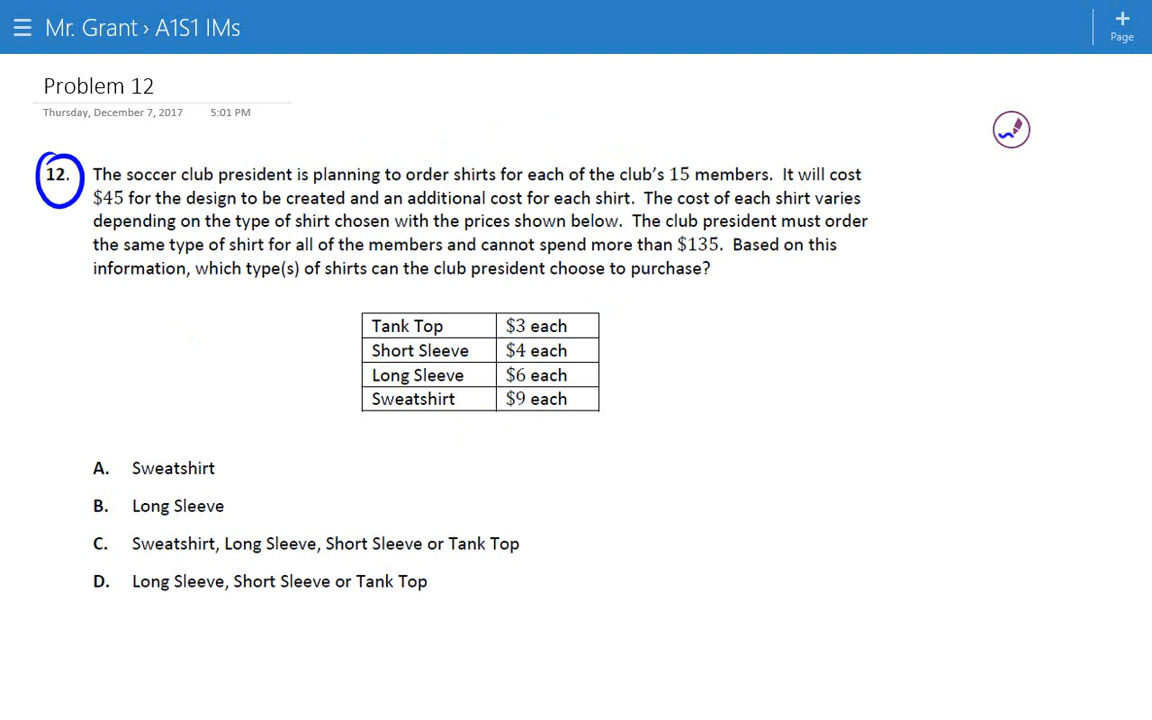 Mr. Grant › A1S1 IMs
+
Page
Problem 12
Thursday, December 7, 2017 5:01 PM
12. The soccer club president is planning to order shirts for each of the club's 15 members. It will cost
$45 for the design to be created and an additional cost for each shirt. The cost of each shirt varies
depending on the type of shirt chosen with the prices shown below. The club president must order
the same type of shirt for all of the members and cannot spend more than $135. Based on this
information, which type(s) of shirts can the club president choose to purchase?
Tank Top $3 each
Short Sleeve $4 each
Long Sleeve $6 each
Sweatshirt $9 each
A. Sweatshirt
B. Long Sleeve
C. Sweatshirt, Long Sleeve, Short Sleeve or Tank Top
D. Long Sleeve, Short Sleeve or Tank Top